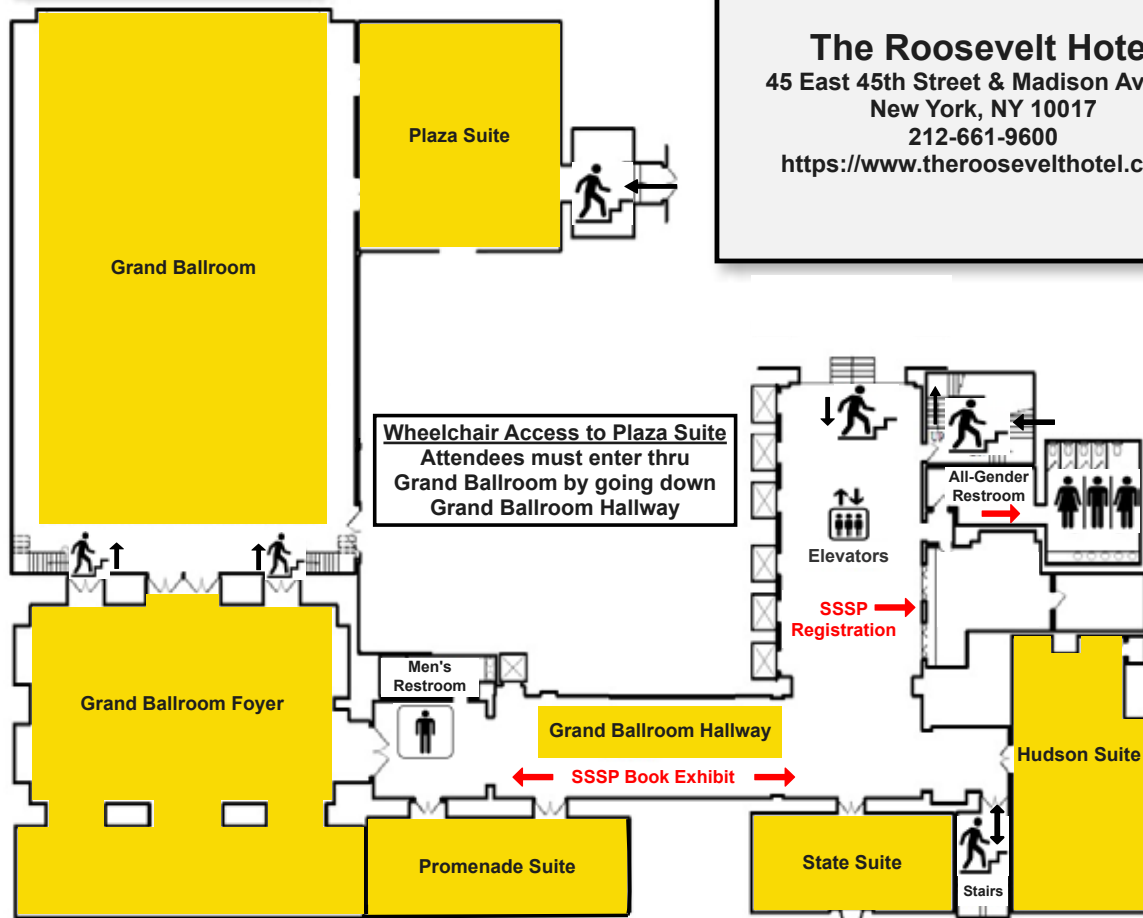 The Roosevelt Hote
45 East 45th Street & Madison Av
New York, NY 10017
212-661-9600
https://www.theroosevelthotel.c
Plaza Suite
Grand Ballroom
Wheelchair Access to Plaza Suite
Attendees must enter thru
Grand Ballroom by going down
Grand Ballroom Hallway
All-Gender
Restroom
Elevators
SSSP
Registration
Men's
Restroom
Grand Ballroom Foyer
Grand Ballroom Hallway
SSSP Book Exhibit
Hudson Suite
Promenade Suite
State Suite
Stairs